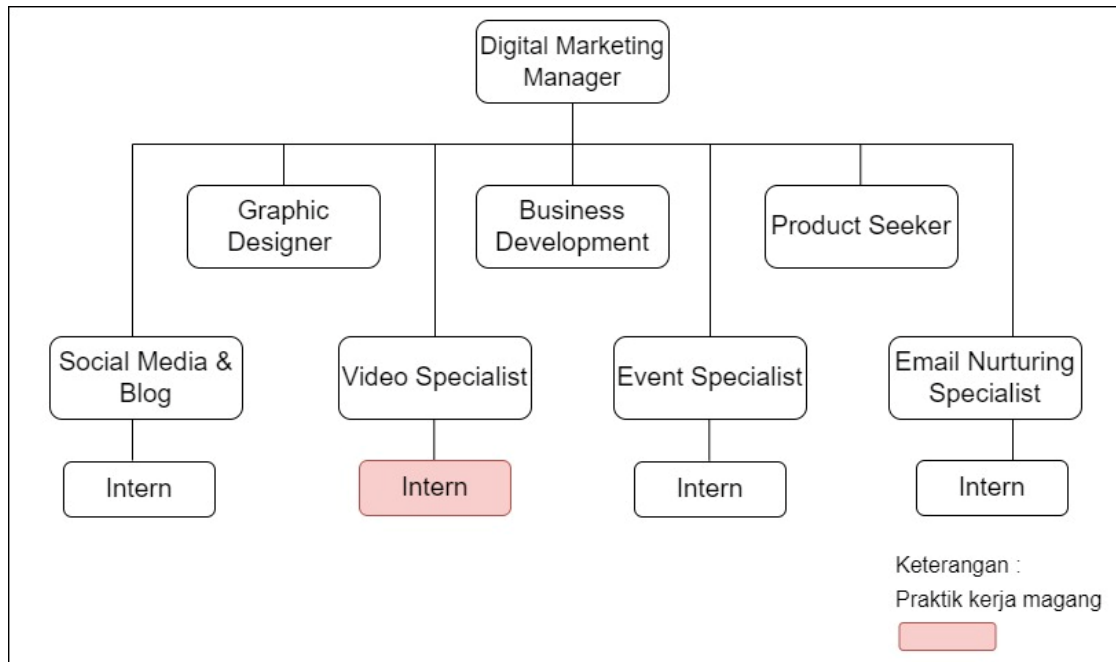 Digital Marketing
Manager
Graphic
Designer
Business
Development
Product Seeker
Social Media &
Blog
Video Specialist
Event Specialist
Email Nurturing
Specialist
Intern
Intern
Intern
Intern
Keterangan :
Praktik kerja magang